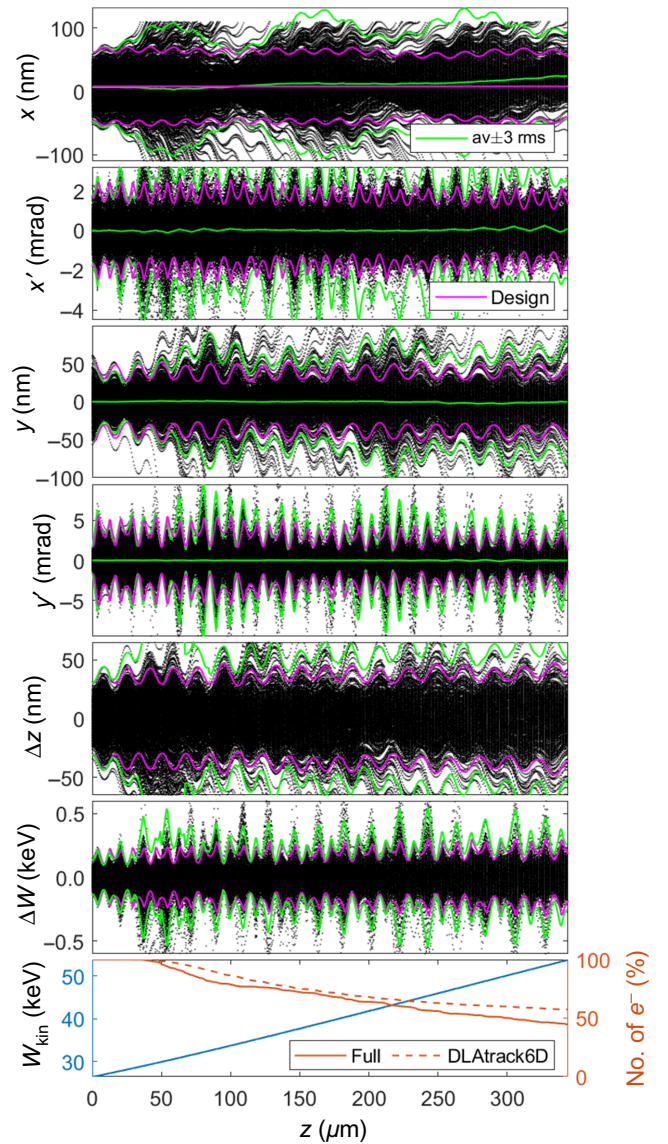 100
50
0
−50
−100
x (nm)
av±3 rms
2
0
−2
−4
x′ (mrad)
Design
50
0
−50
−100
y (nm)
5
0
−5
y′ (mrad)
50
0
−50
Δz (nm)
0.5
0.0
−0.5
ΔW (keV)
50
40
30
W_kin (keV)
100
50
0
No. of e⁻ (%)
Full
DLAtrack6D
0 50 100 150 200 250 300
z (μm)